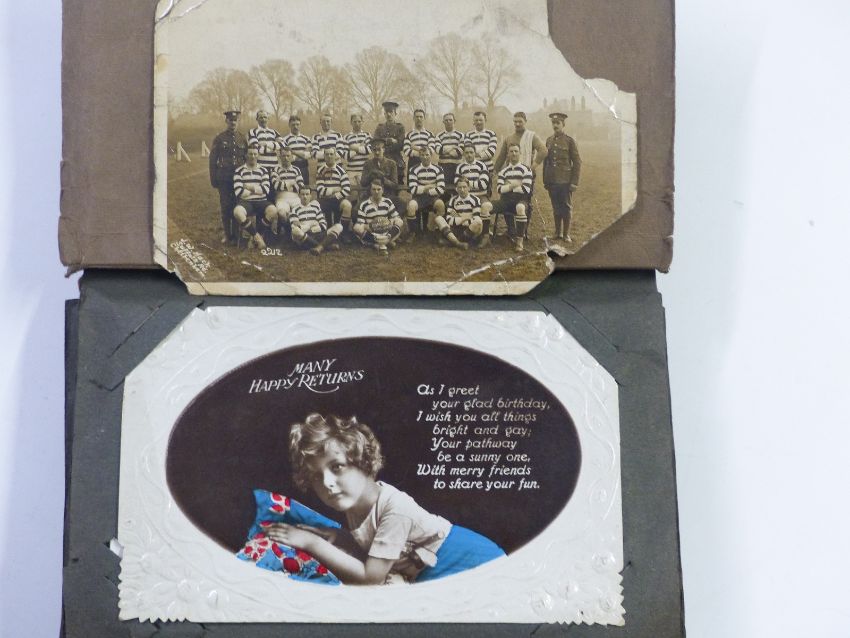 2212
MANY
HAPPY RETURNS
As I greet
your glad birthday,
I wish you all things
bright and gay;
Your pathway
be a sunny one,
With merry friends
to share your fun.